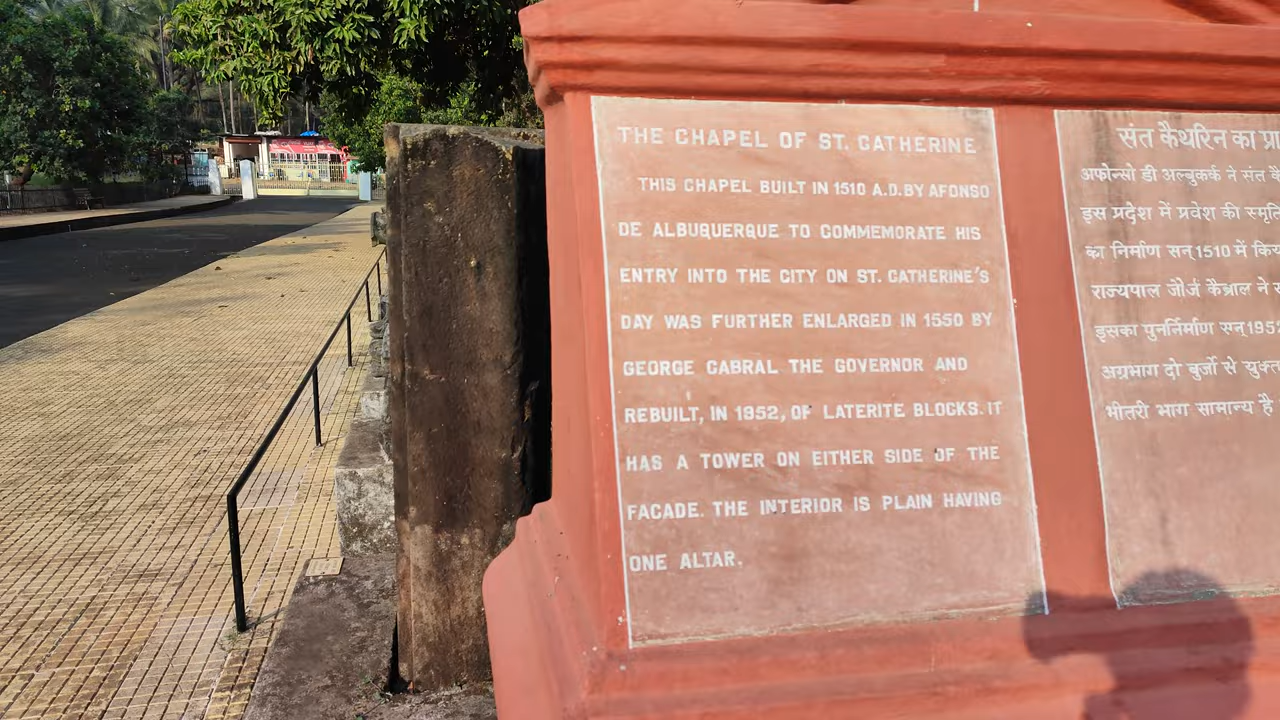 THE CHAPEL OF ST. CATHERINE
THIS CHAPEL BUILT IN 1510 A.D. BY AFONSO
DE ALBUQUERQUE TO COMMEMORATE HIS
ENTRY INTO THE CITY ON ST. CATHERINE'S
DAY WAS FURTHER ENLARGED IN 1550 BY
GEORGE CABRAL THE GOVERNOR AND
REBUILT, IN 1952, OF LATERITE BLOCKS. IT
HAS A TOWER ON EITHER SIDE OF THE
FACADE. THE INTERIOR IS PLAIN HAVING
ONE ALTAR.
संत कैथरिन का
अफोन्सो डी अल्बुकर्क ने संत
इस प्रदेश में प्रवेश की
का निर्माण सन् 1510 में
राज्यपाल जौर्ज कैब्राल ने
इसका पुनर्निर्माण सन्
अग्रभाग दो बुर्जो से
भीतरी भाग सामान्य है